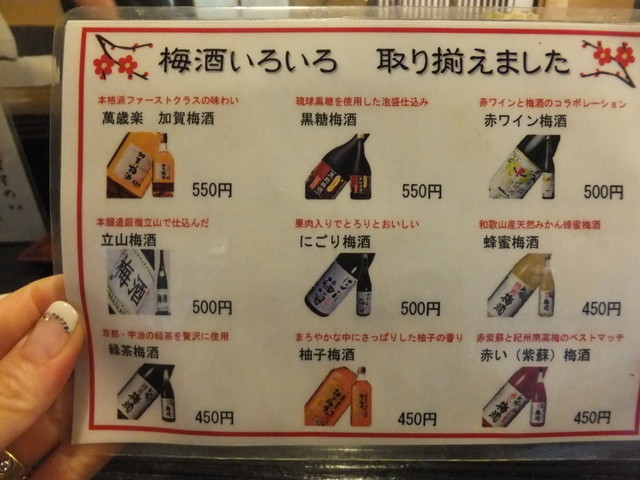 梅酒いろいろ 取り揃えました
本格派ファーストクラスの味わい
萬歳楽 加賀梅酒
550円
琉球黒糖を使用した泡盛仕込み
黒糖梅酒
550円
赤ワインと梅酒のコラボレーション
赤ワイン梅酒
500円
本醸造銀嶺立山で仕込んだ
立山梅酒
梅酒
500円
果肉入りでとろりとおいしい
にごり梅酒
500円
和歌山産天然みかん蜂蜜梅酒
蜂蜜梅酒
梅酒
450円
京都・宇治の緑茶を贅沢に使用
緑茶梅酒
梅酒
450円
まろやかな中にさっぱりした柚子の香り
柚子梅酒
450円
赤紫蘇と紀州南高梅のベストマッチ
赤い（紫蘇）梅酒
梅酒
450円